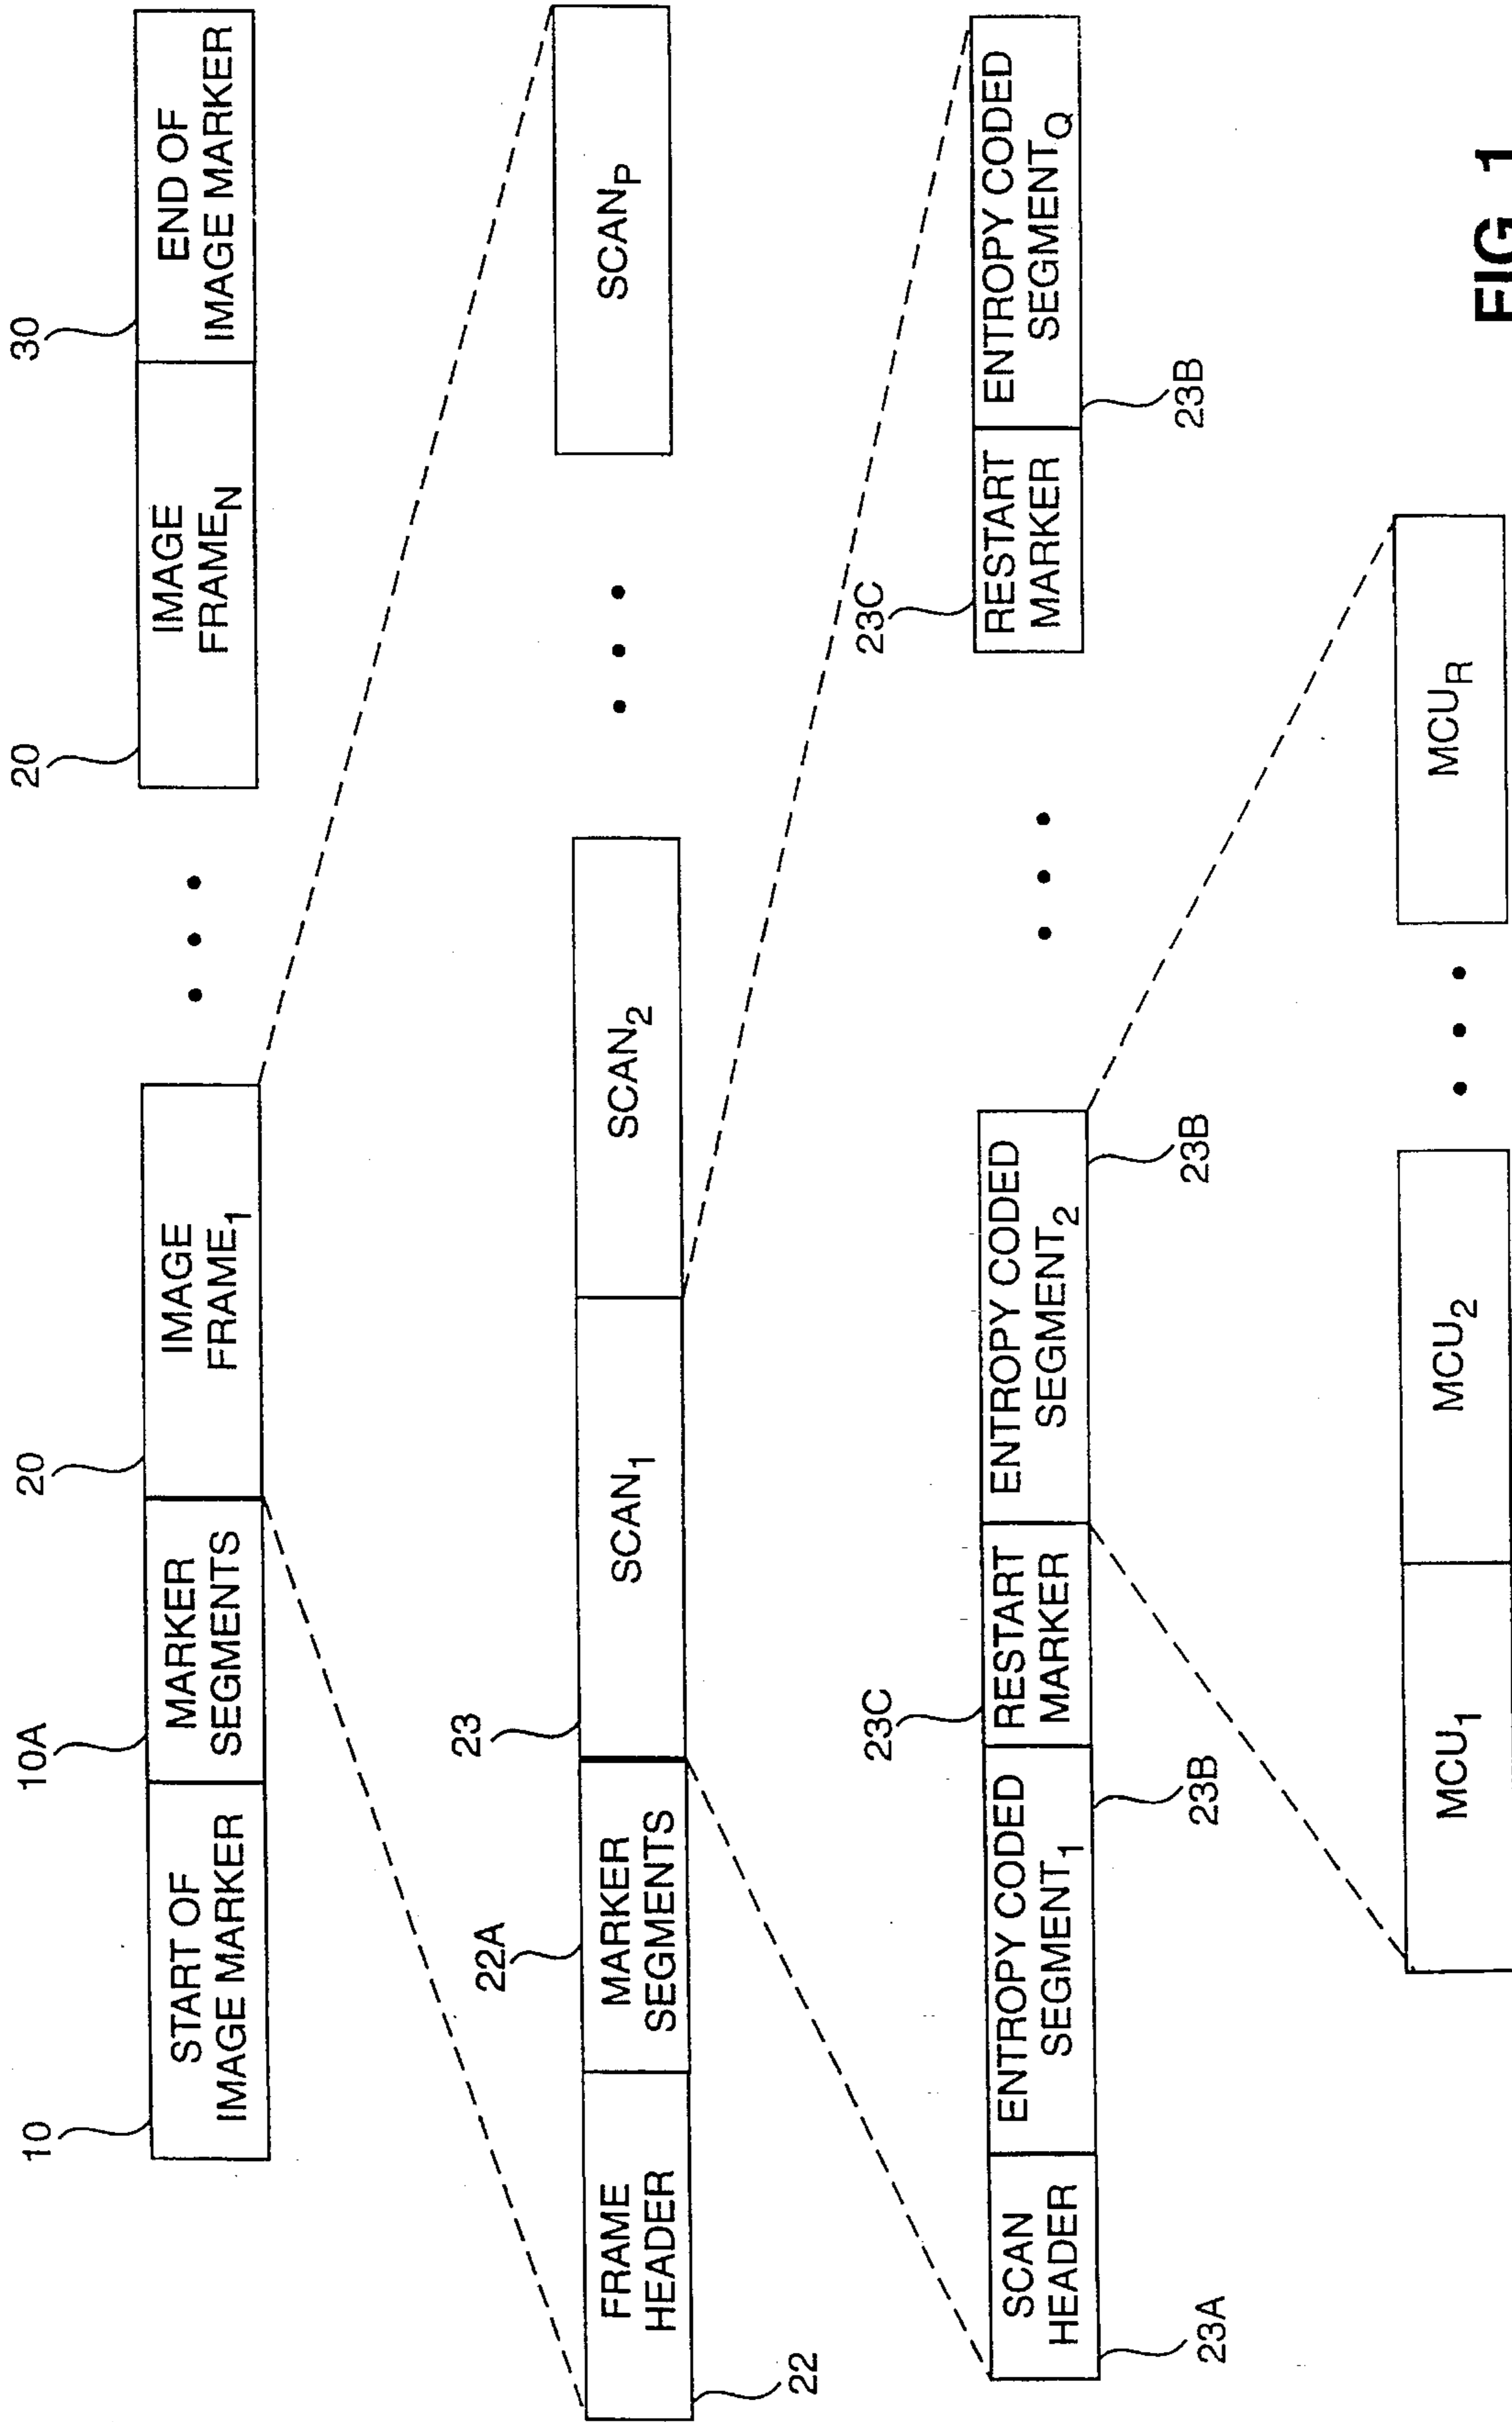 10
10A
20
20
30
START OF
IMAGE MARKER
MARKER
SEGMENTS
IMAGE
FRAME1
• • •
IMAGE
FRAMEN
END OF
IMAGE MARKER
22A
23
FRAME
HEADER
MARKER
SEGMENTS
SCAN1
SCAN2
• • •
SCANP
22
23C
23C
SCAN
HEADER
ENTROPY CODED
SEGMENT1
RESTART
MARKER
ENTROPY CODED
SEGMENT2
• • •
RESTART
MARKER
ENTROPY CODED
SEGMENTQ
23A
23B
23B
23B
MCU1
MCU2
• • •
MCUR
FIG. 1